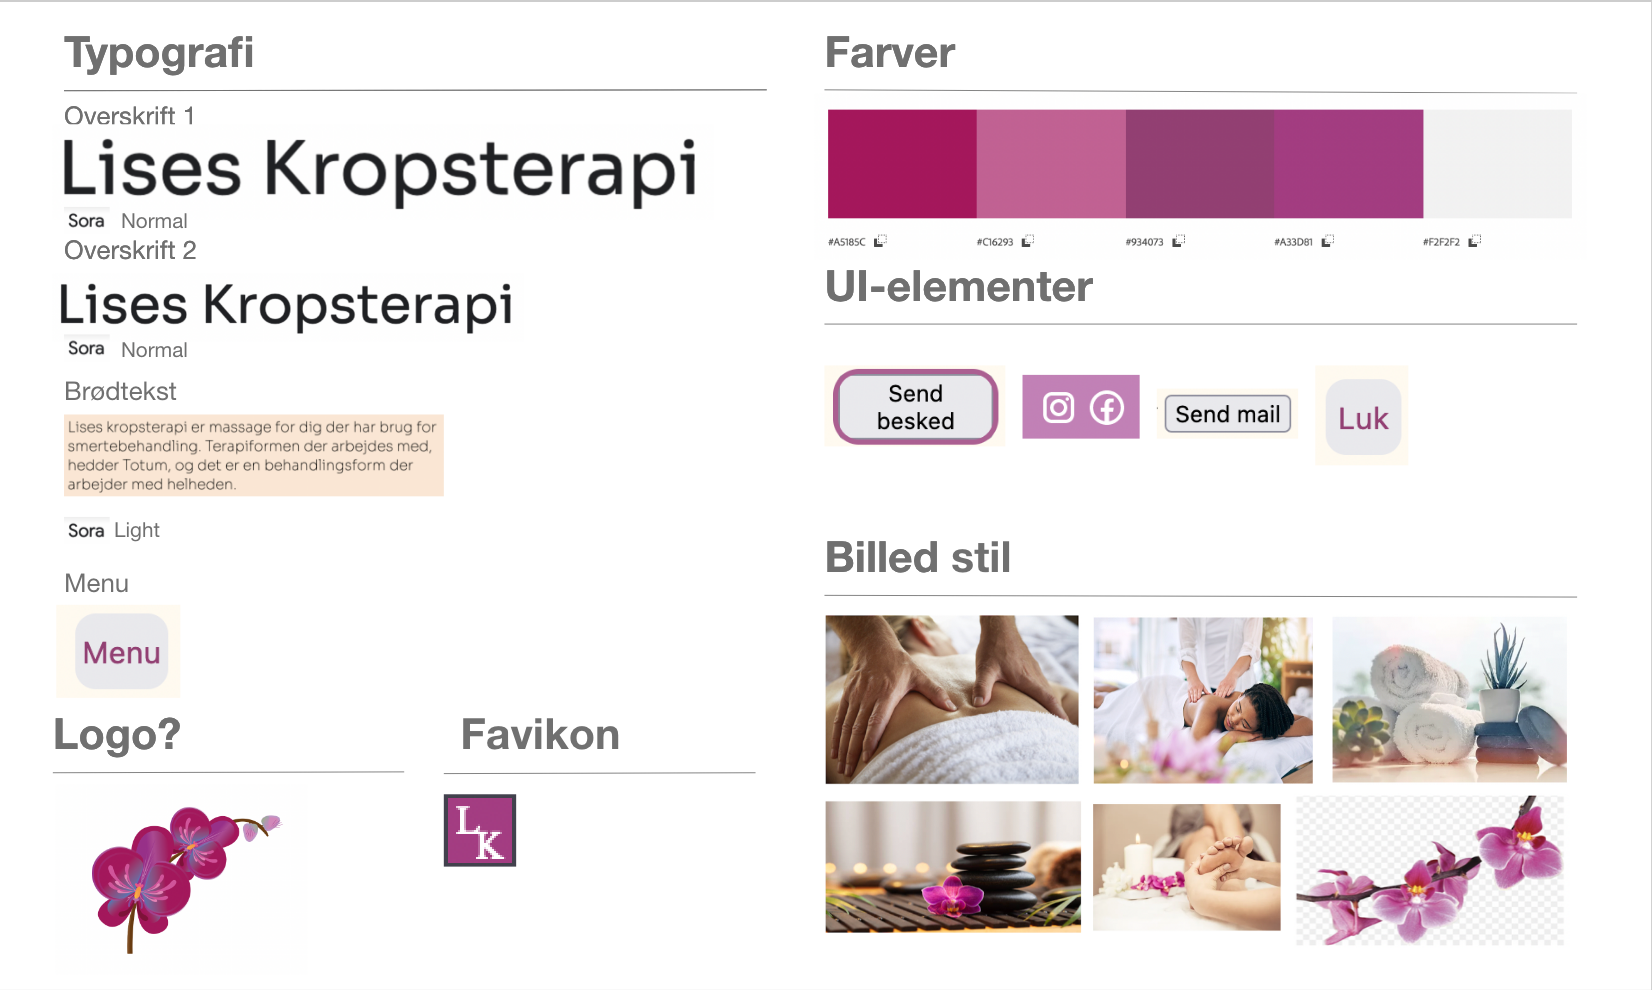 Typografi
Overskrift 1
Lises Kropsterapi
Sora Normal
Overskrift 2
Lises Kropsterapi
Sora Normal
Brødtekst
Lises kropsterapi er massage for dig der har brug for
smertebehandling. Terapiformen der arbejdes med,
hedder Totum, og det er en behandlingsform der
arbejder med helheden.
Sora Light
Menu
Menu
Logo?
Favikon
L
K
Farver
#A5185C #C16293 #934073 #A33D81 #F2F2F2
UI-elementer
Send
besked
Send mail
Luk
Billed stil